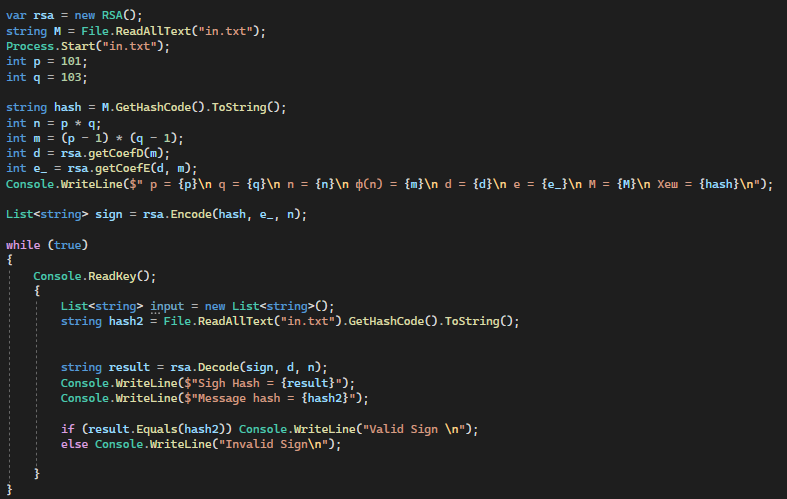 var rsa = new RSA();
string M = File.ReadAllText("in.txt");
Process.Start("in.txt");
int p = 101;
int q = 103;
string hash = M.GetHashCode().ToString();
int n = p * q;
int m = (p - 1) * (q - 1);
int d = rsa.getCoefD(m);
int e_ = rsa.getCoefE(d, m);
Console.WriteLine($" p = {p}\n q = {q}\n n = {n}\n ф(n) = {m}\n d = {d}\n e = {e_}\n M = {M}\n Хеш = {hash}\n");
List<string> sign = rsa.Encode(hash, e_, n);
while (true)
{
    Console.ReadKey();
    {
        List<string> input = new List<string>();
        string hash2 = File.ReadAllText("in.txt").GetHashCode().ToString();
        string result = rsa.Decode(sign, d, n);
        Console.WriteLine($"Sigh Hash = {result}");
        Console.WriteLine($"Message hash = {hash2}");
        if (result.Equals(hash2)) Console.WriteLine("Valid Sign \n");
        else Console.WriteLine("Invalid Sign\n");
    }
}